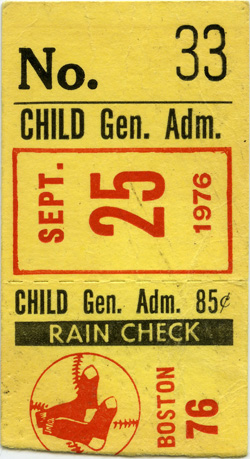 No. 33
CHILD Gen. Adm.
SEPT. 25 1976
CHILD Gen. Adm. 85¢
RAIN CHECK
BOSTON 76